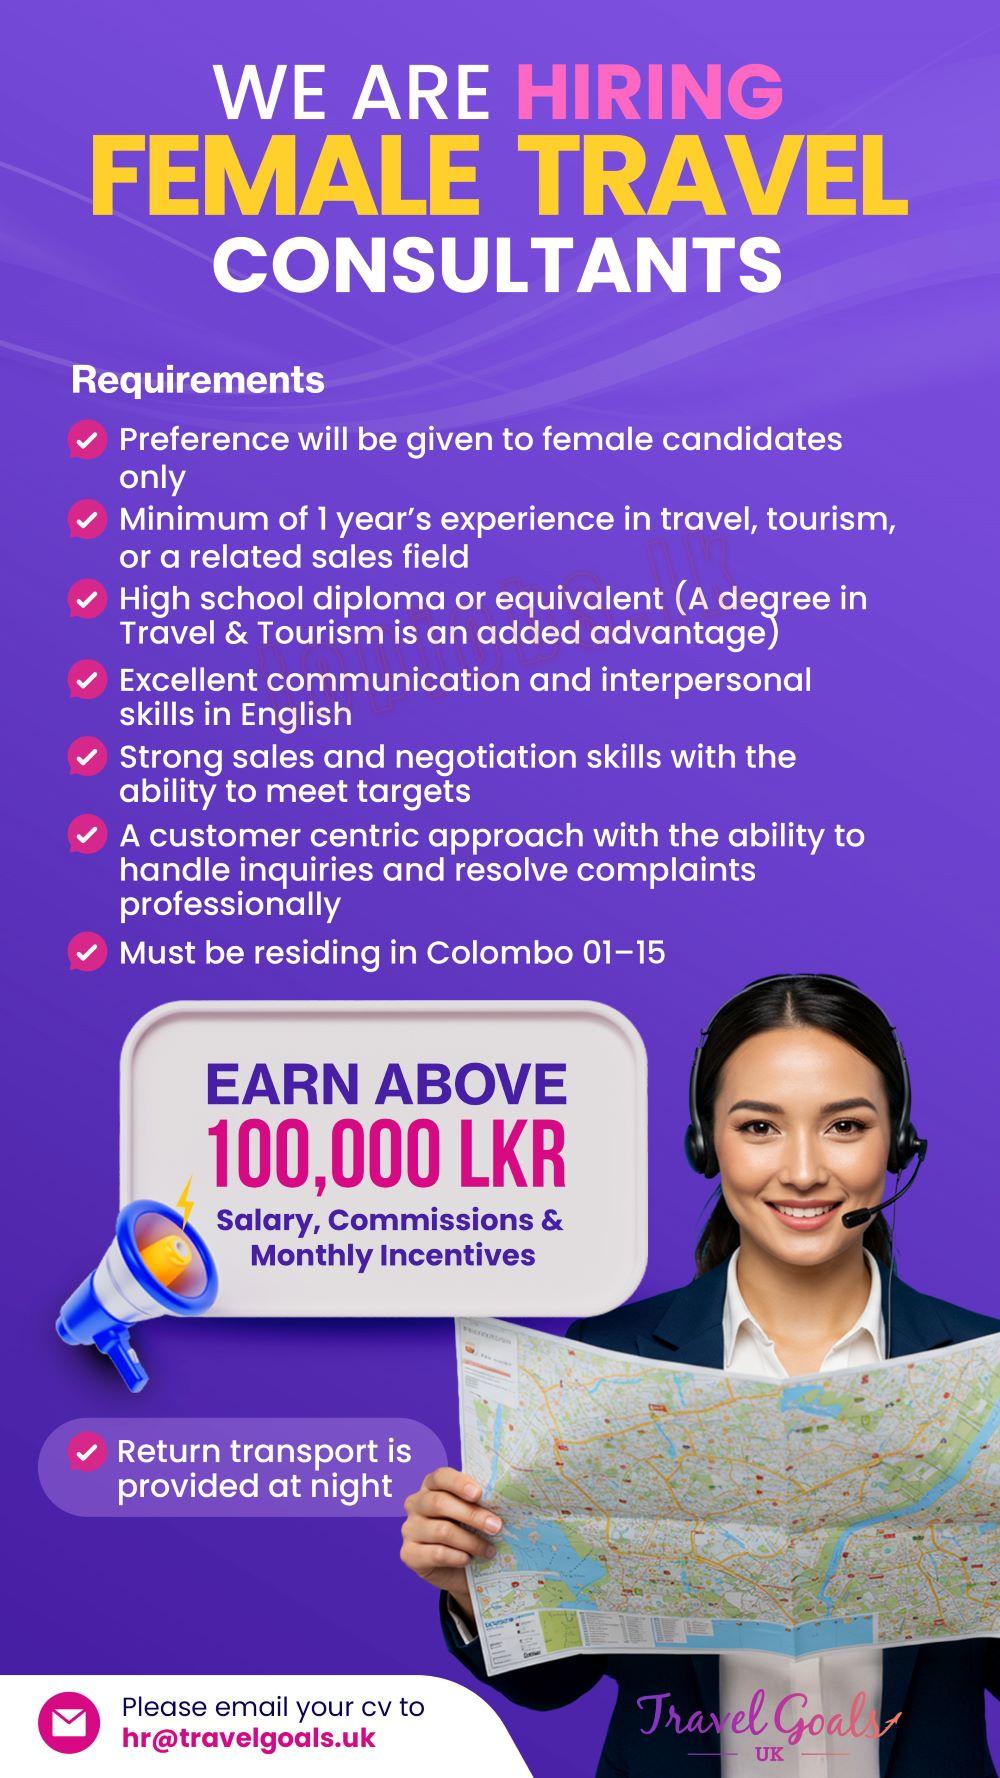 WE ARE HIRING
FEMALE TRAVEL
CONSULTANTS
Requirements
Preference will be given to female candidates
only
Minimum of 1 year's experience in travel, tourism,
or a related sales field
High school diploma or equivalent (A degree in
Travel & Tourism is an added advantage)
Excellent communication and interpersonal
skills in English
Strong sales and negotiation skills with the
ability to meet targets
A customer centric approach with the ability to
handle inquiries and resolve complaints
professionally
Must be residing in Colombo 01–15
EARN ABOVE
100,000 LKR
Salary, Commissions &
Monthly Incentives
Return transport is
provided at night
Please email your cv to
hr@travelgoals.uk
Travel Goals
UK